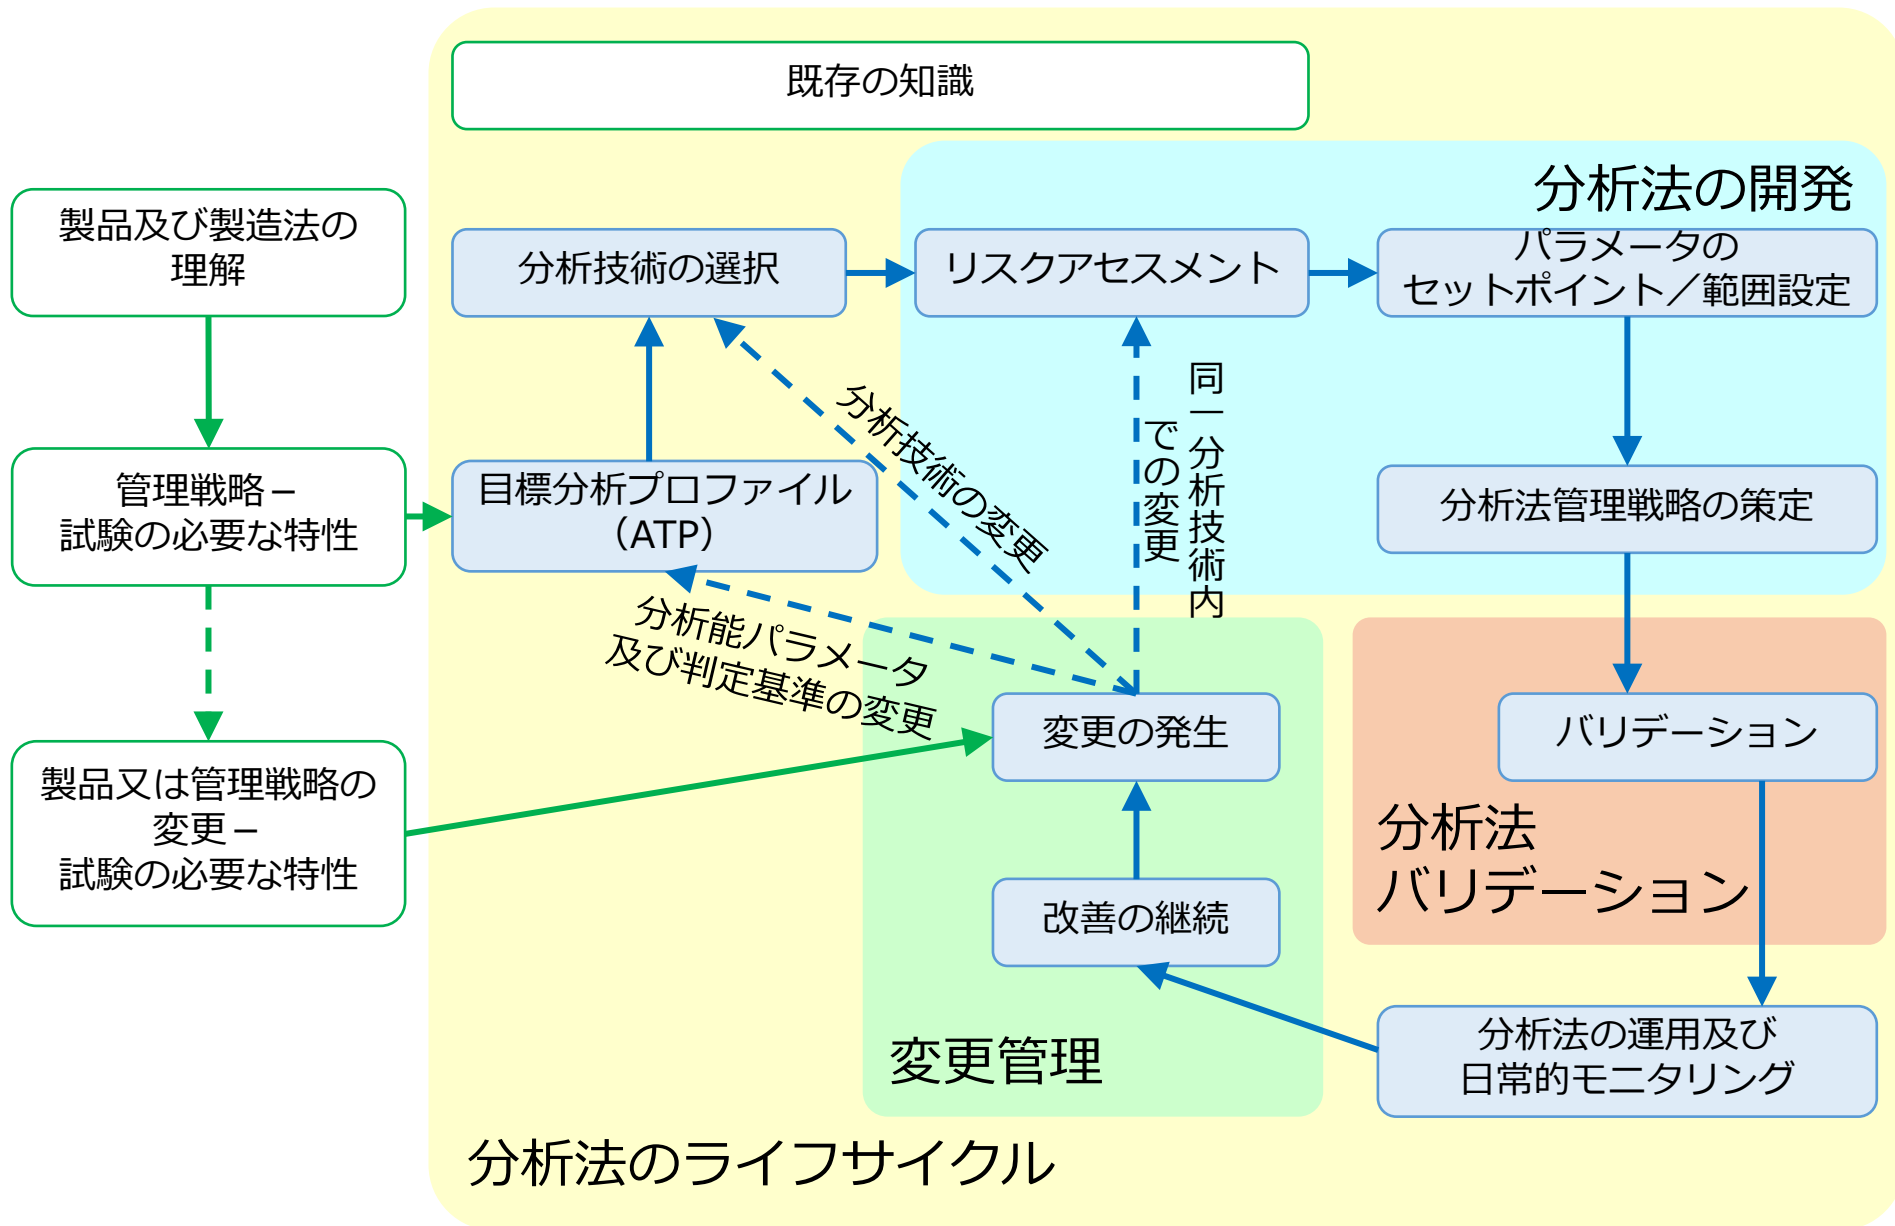 既存の知識
分析法の開発
製品及び製造法の
理解
分析技術の選択
リスクアセスメント
パラメータの
セットポイント／範囲設定
管理戦略－
試験の必要な特性
目標分析プロファイル
（ATP）
分析技術の変更
同一分析技術内
での変更
分析法管理戦略の策定
分析能パラメータ
及び判定基準の変更
変更の発生
バリデーション
製品又は管理戦略の
変更－
試験の必要な特性
分析法
バリデーション
改善の継続
変更管理
分析法の運用及び
日常的モニタリング
分析法のライフサイクル